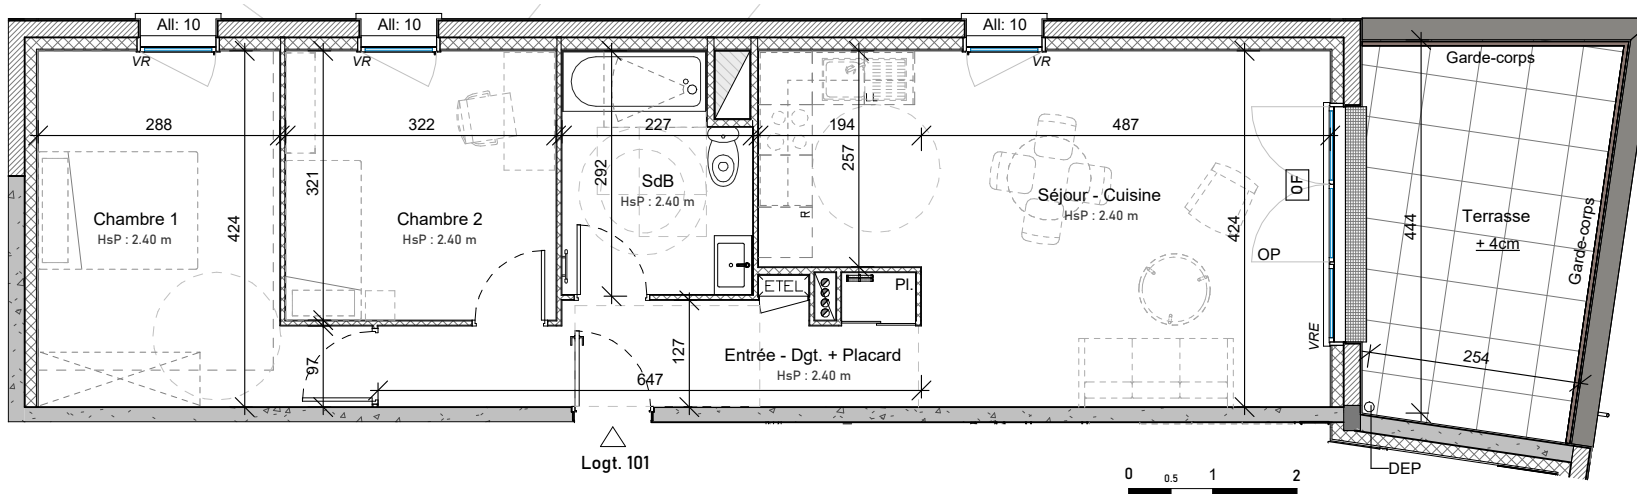 All: 10
All: 10
All: 10
VR
VR
VR
Garde-corps
288
322
227
194
487
LL
257
292
321
424
424
444
Chambre 1
HsP : 2.40 m
Chambre 2
HsP : 2.40 m
SdB
HsP : 2.40 m
R
Séjour - Cuisine
HsP : 2.40 m
OF
OP
Terrasse
+ 4cm
Garde-corps
ETEL
Pl.
VRE
97
127
Entrée - Dgt. + Placard
HsP : 2.40 m
647
254
Logt. 101
DEP
0
0.5
1
2